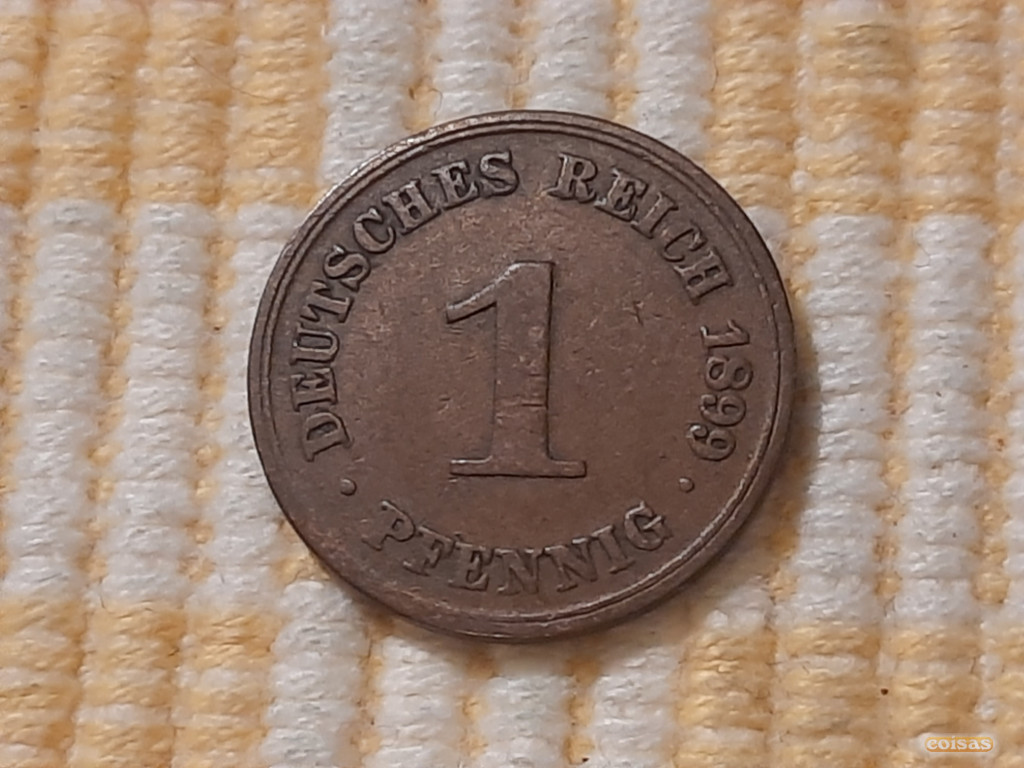 DEUTSCHES REICH 1899
1
· PFENNIG ·
coisas